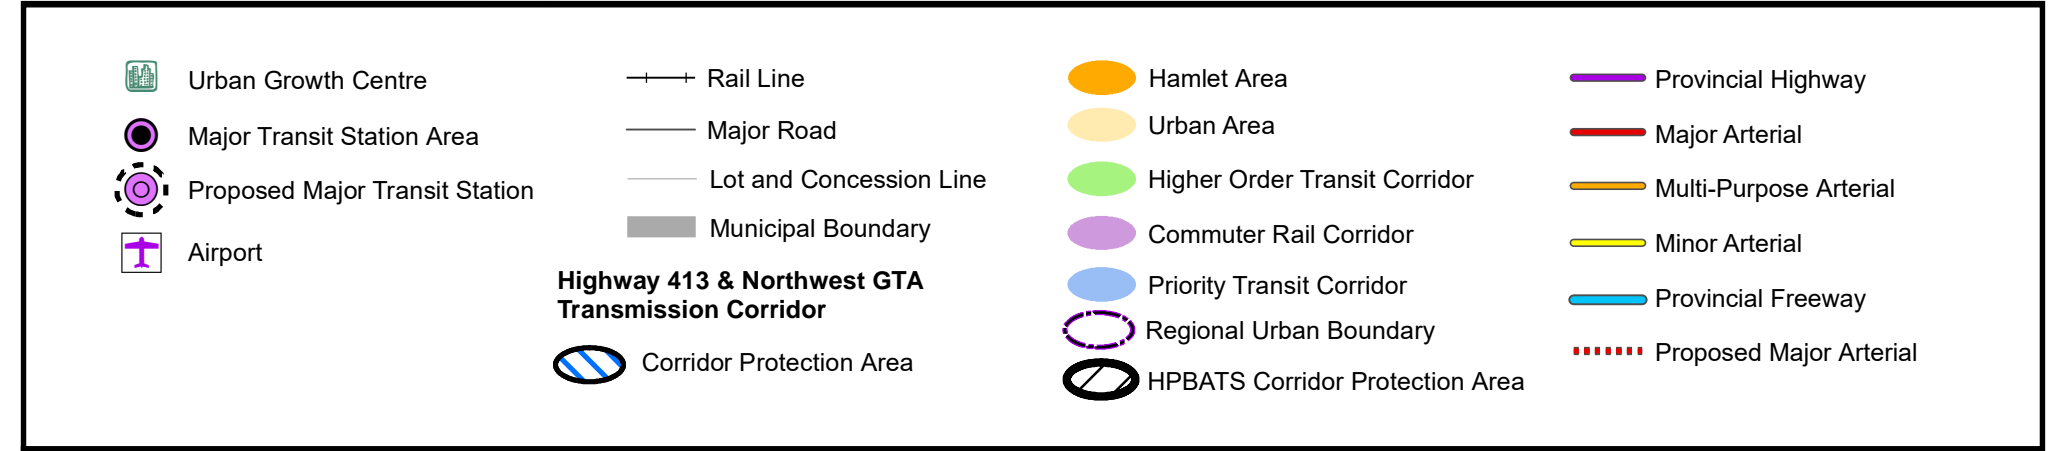 Urban Growth Centre
Major Transit Station Area
Proposed Major Transit Station
Airport
Rail Line
Major Road
Lot and Concession Line
Municipal Boundary
Highway 413 & Northwest GTA
Transmission Corridor
Corridor Protection Area
Hamlet Area
Urban Area
Higher Order Transit Corridor
Commuter Rail Corridor
Priority Transit Corridor
Regional Urban Boundary
HPBATS Corridor Protection Area
Provincial Highway
Major Arterial
Multi-Purpose Arterial
Minor Arterial
Provincial Freeway
Proposed Major Arterial